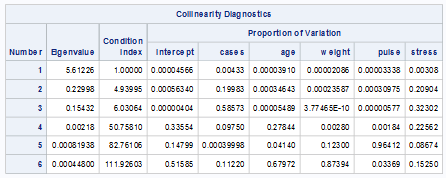 Collinearity Diagnostics
Proportion of Variation
Number Eigenvalue Condition Index Intercept cases age weight pulse stress
1 5.61226 1.00000 0.00004566 0.00433 0.00003910 0.00002086 0.00003338 0.00308
2 0.22998 4.93995 0.00056340 0.19983 0.00034643 0.00023587 0.00030975 0.20904
3 0.15432 6.03064 0.00000404 0.58573 0.00005489 3.77465E-10 0.00000577 0.32302
4 0.00218 50.75810 0.33554 0.09750 0.27844 0.00280 0.00184 0.22562
5 0.00081938 82.76106 0.14799 0.00039998 0.04140 0.12300 0.96412 0.08674
6 0.00044800 111.92603 0.51585 0.11220 0.67972 0.87394 0.03369 0.15250